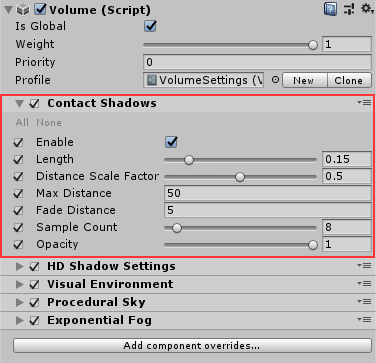 Volume (Script)
Is Global
Weight 1
Priority 0
Profile VolumeSettings (V New Clone
Contact Shadows
All None
Enable
Length 0.15
Distance Scale Factor 0.5
Max Distance 50
Fade Distance 5
Sample Count 8
Opacity 1
HD Shadow Settings
Visual Environment
Procedural Sky
Exponential Fog
Add component overrides...